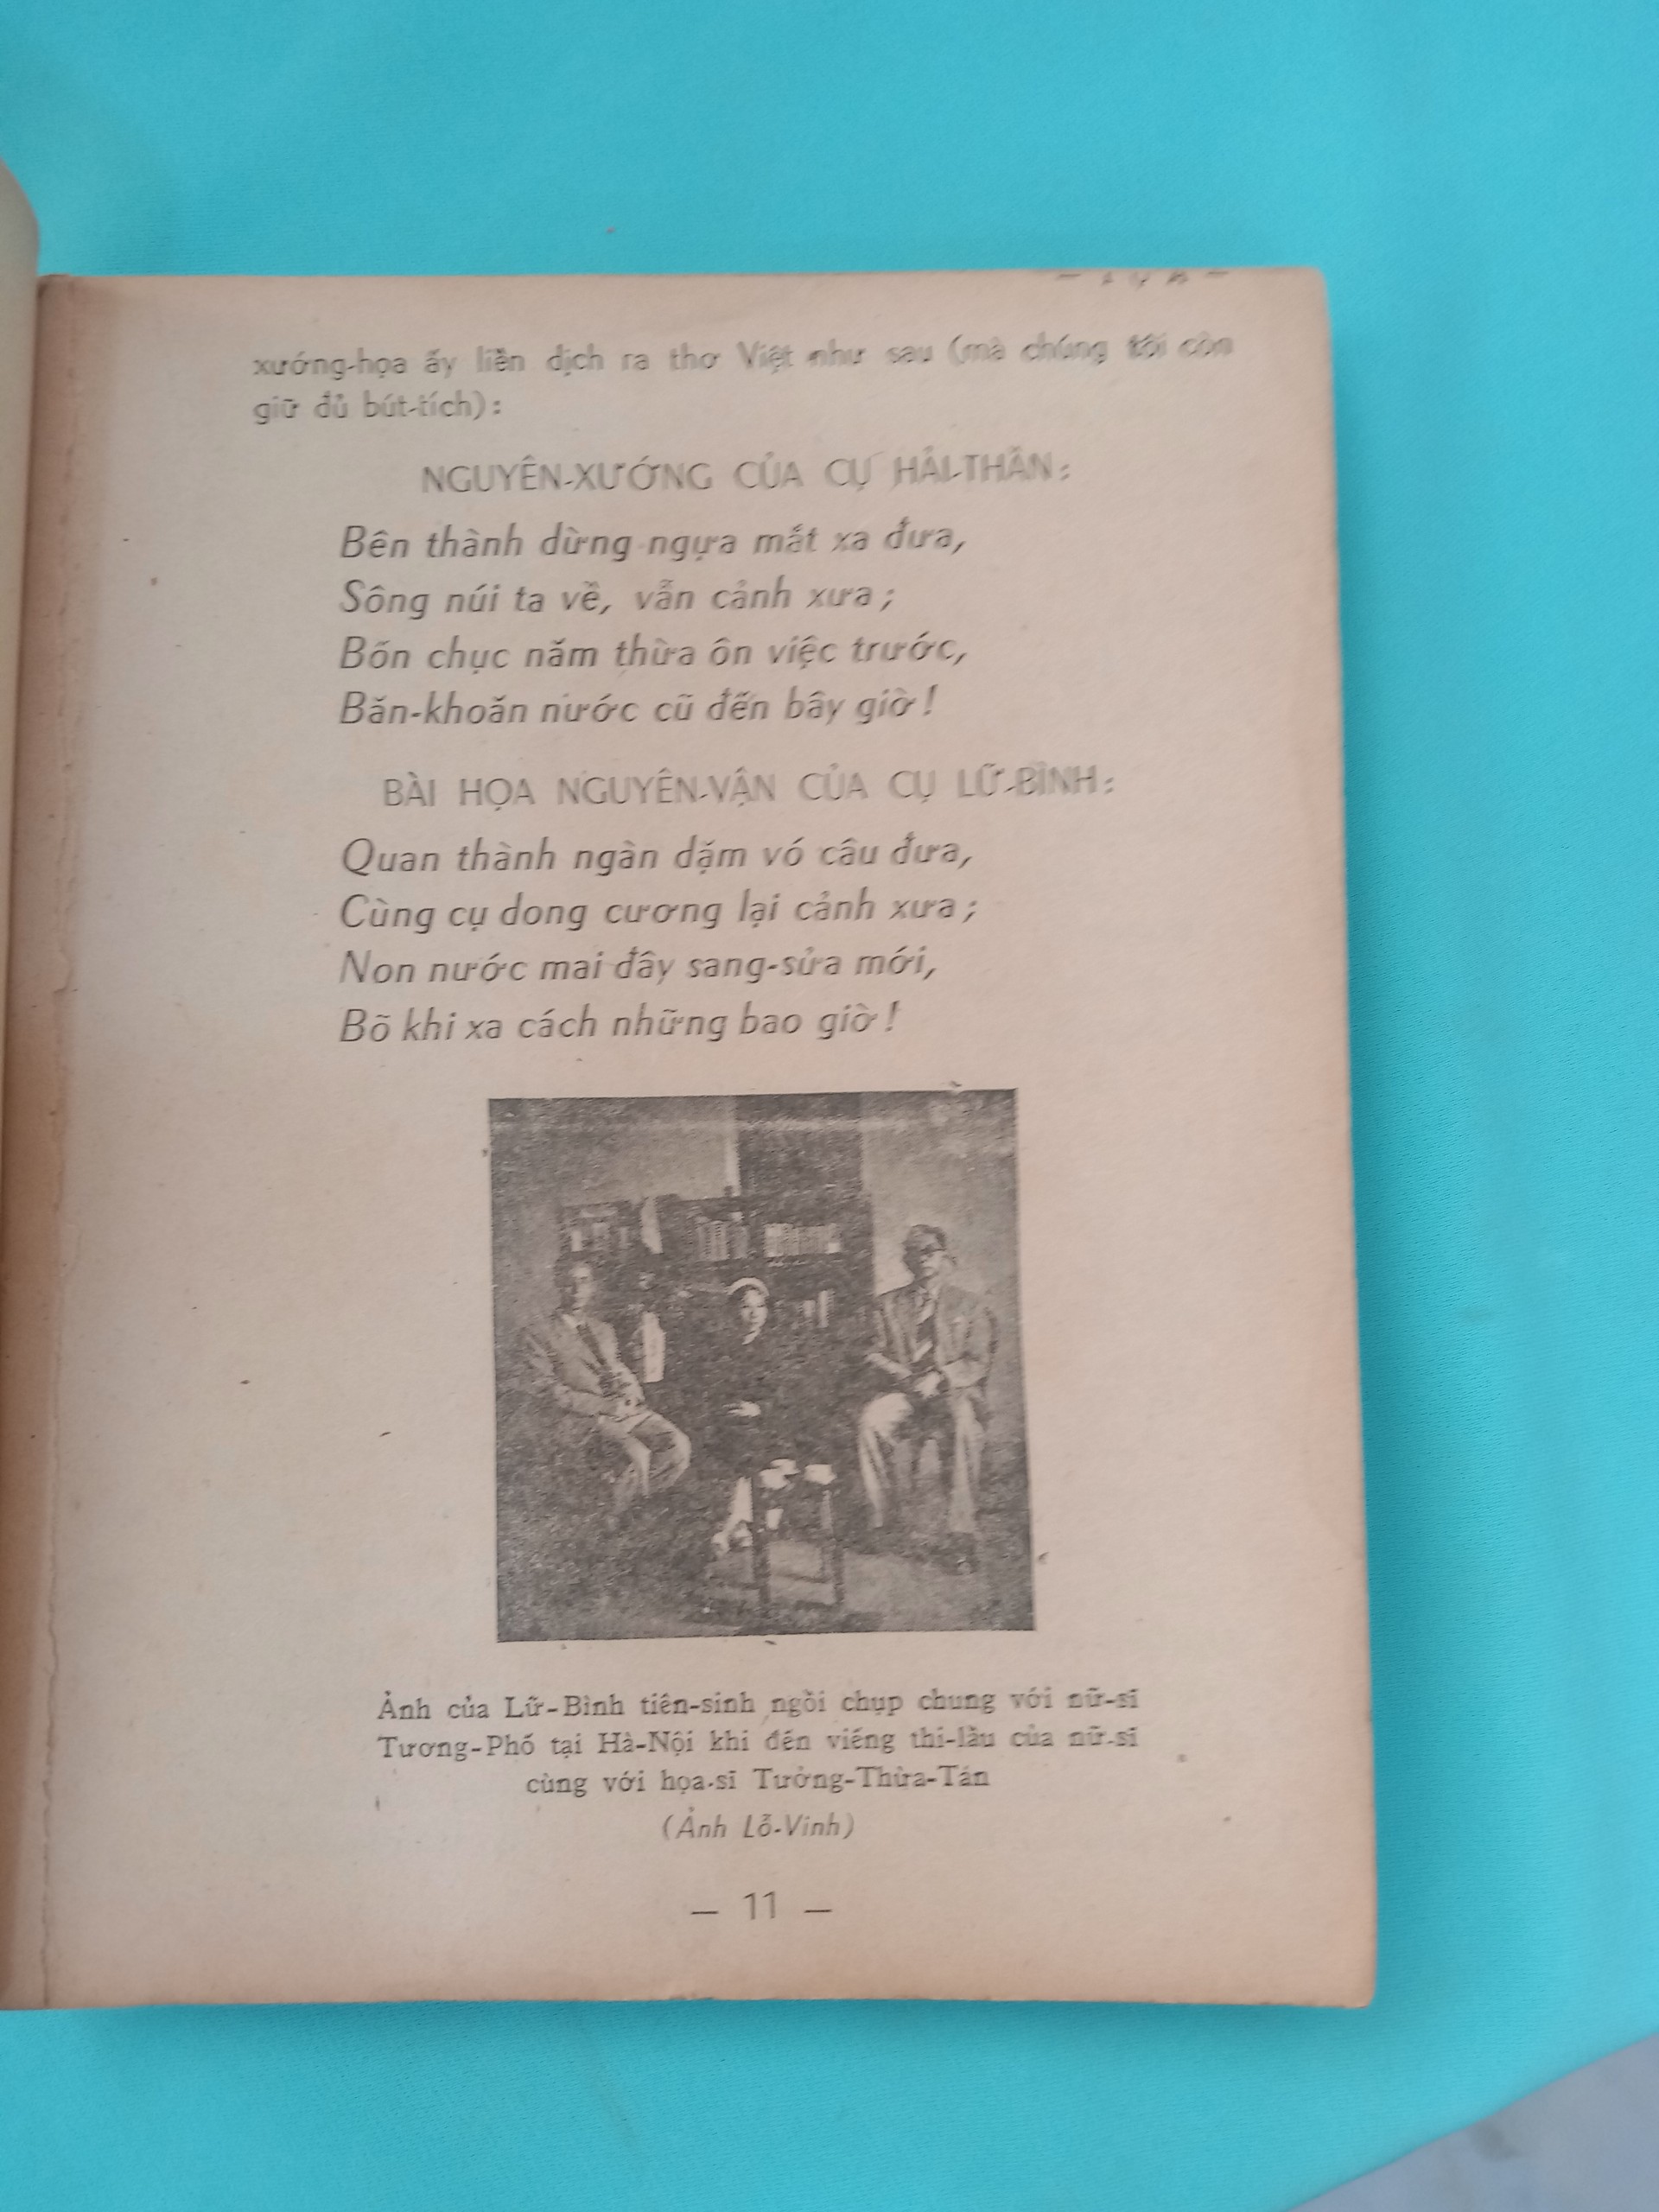 xướng-họa ấy liền dịch ra thơ Việt như sau (mà chúng tôi còn
giữ đủ bút-tích):
NGUYÊN-XƯỚNG CỦA CỤ HẢI-THẦN:
Bên thành dừng ngựa mắt xa đưa,
Sông núi ta về, vẫn cảnh xưa;
Bốn chục năm thừa ôn việc trước,
Băn-khoăn nước cũ đến bây giờ!
BÀI HỌA NGUYÊN-VẬN CỦA CỤ LỮ-BÌNH:
Quan thành ngàn dặm vó câu đưa,
Cùng cụ dong cương lại cảnh xưa;
Non nước mai đây sang-sửa mới,
Bõ khi xa cách những bao giờ!
Ảnh của Lữ-Bình tiên-sinh ngồi chụp chung với nữ-sĩ
Tương-Phố tại Hà-Nội khi đến viếng thi-lầu của nữ-sĩ
cùng với họa-sĩ Tưởng-Thừa-Tán
(Ảnh Lỗ-Vinh)
— 11 —